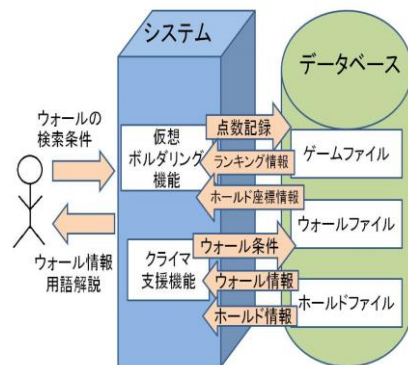 システム
データベース
ウォールの
検索条件
仮想
ボルダリング
機能
点数記録
ランキング情報
ホールド座標情報
ゲームファイル
ウォール情報
用語解説
クライマ
支援機能
ウォール条件
ウォール情報
ホールド情報
ウォールファイル
ホールドファイル